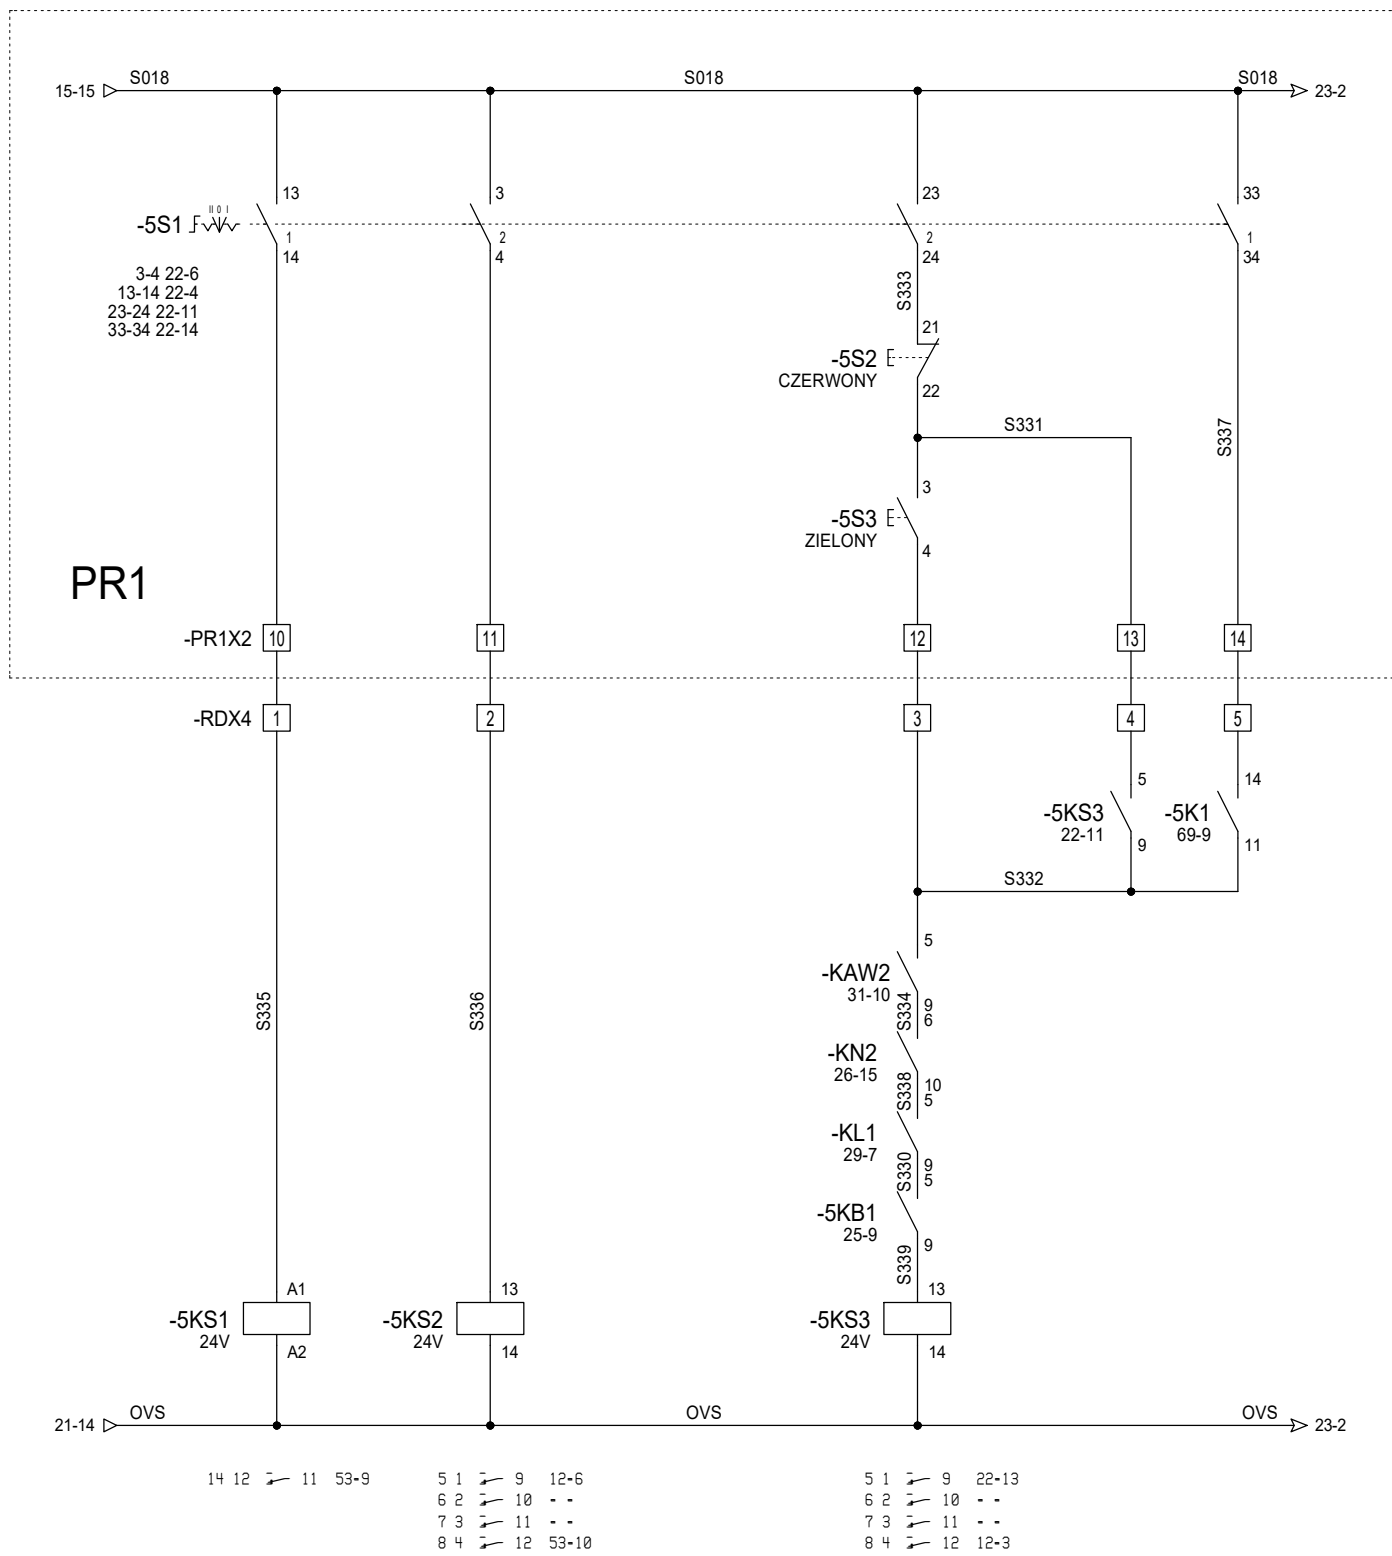 15-15 S018 S018 S018 23-2
13 3 23 33
-5S1 II 0 I 1 2 2 1
14 4 24 34
3-4 22-6
13-14 22-4
23-24 22-11
33-34 22-14
S333
21
-5S2
CZERWONY
22
S331
S337
3
-5S3
ZIELONY
4
PR1
-PR1X2 10 11 12 13 14
-RDX4 1 2 3 4 5
5 14
-5KS3 -5K1
22-11 69-9
9 11
S332
5
-KAW2
31-10
S335 S336 S334 9
6
-KN2
26-15
S338 10
5
-KL1
29-7
S330 9
5
-5KB1
25-9
9
S339
A1 13 13
-5KS1 -5KS2 -5KS3
24V 24V 24V
A2 14 14
21-14 OVS OVS OVS 23-2
14 12 11 53-9 5 1 9 12-6 5 1 9 22-13
6 2 10 - - 6 2 10 - -
7 3 11 - - 7 3 11 - -
8 4 12 53-10 8 4 12 12-3